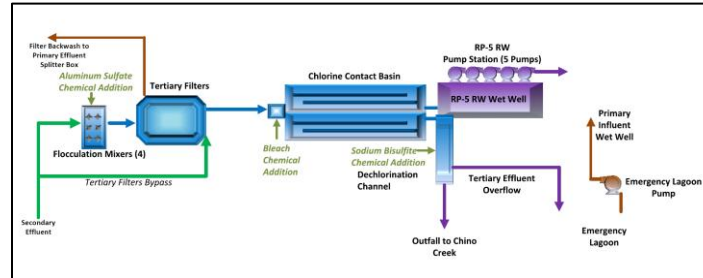 Filter Backwash to
Primary Effluent
Splitter Box
Aluminum Sulfate
Chemical Addition
Tertiary Filters
Flocculation Mixers (4)
Tertiary Filters Bypass
Secondary
Effluent
Chlorine Contact Basin
Bleach
Chemical
Addition
Sodium Bisulfite
Chemical Addition
Dechlorination
Channel
RP-5 RW
Pump Station (5 Pumps)
RP-5 RW Wet Well
Tertiary Effluent
Overflow
Outfall to Chino
Creek
Primary
Influent
Wet Well
Emergency Lagoon
Pump
Emergency
Lagoon